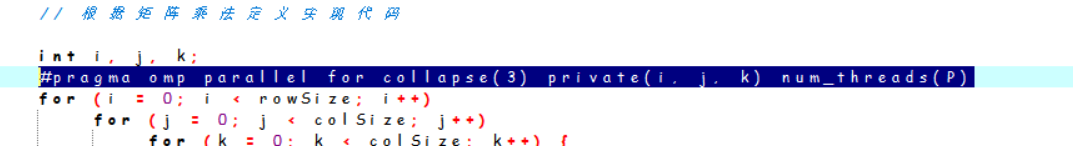 // 根据矩阵乘法定义实现代码
int i, j, k;
#pragma omp parallel for collapse(3) private(i, j, k) num_threads(P)
for (i = 0; i < rowSize; i++)
for (j = 0; j < colSize; j++)
for (k = 0; k < colSize; k++) {